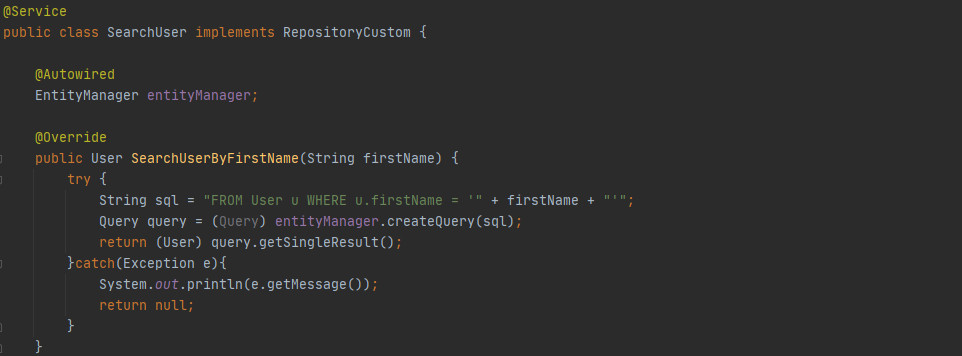 @Service
public class SearchUser implements RepositoryCustom {
@Autowired
EntityManager entityManager;
@Override
public User SearchUserByFirstName(String firstName) {
try {
String sql = "FROM User u WHERE u.firstName = '" + firstName + "'";
Query query = (Query) entityManager.createQuery(sql);
return (User) query.getSingleResult();
}catch(Exception e){
System.out.println(e.getMessage());
return null;
}
}